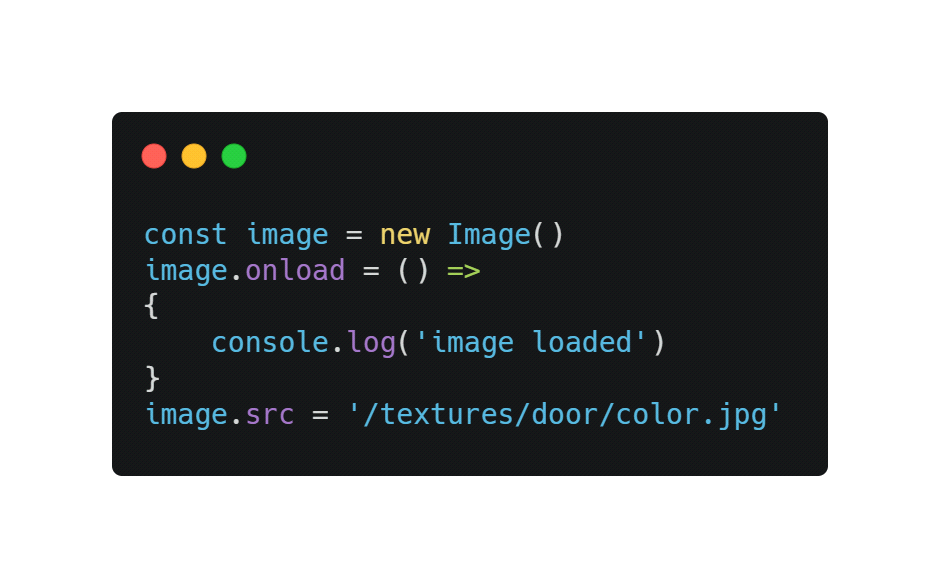 const image = new Image()
image.onload = () =>
{
    console.log('image loaded')
}
image.src = '/textures/door/color.jpg'